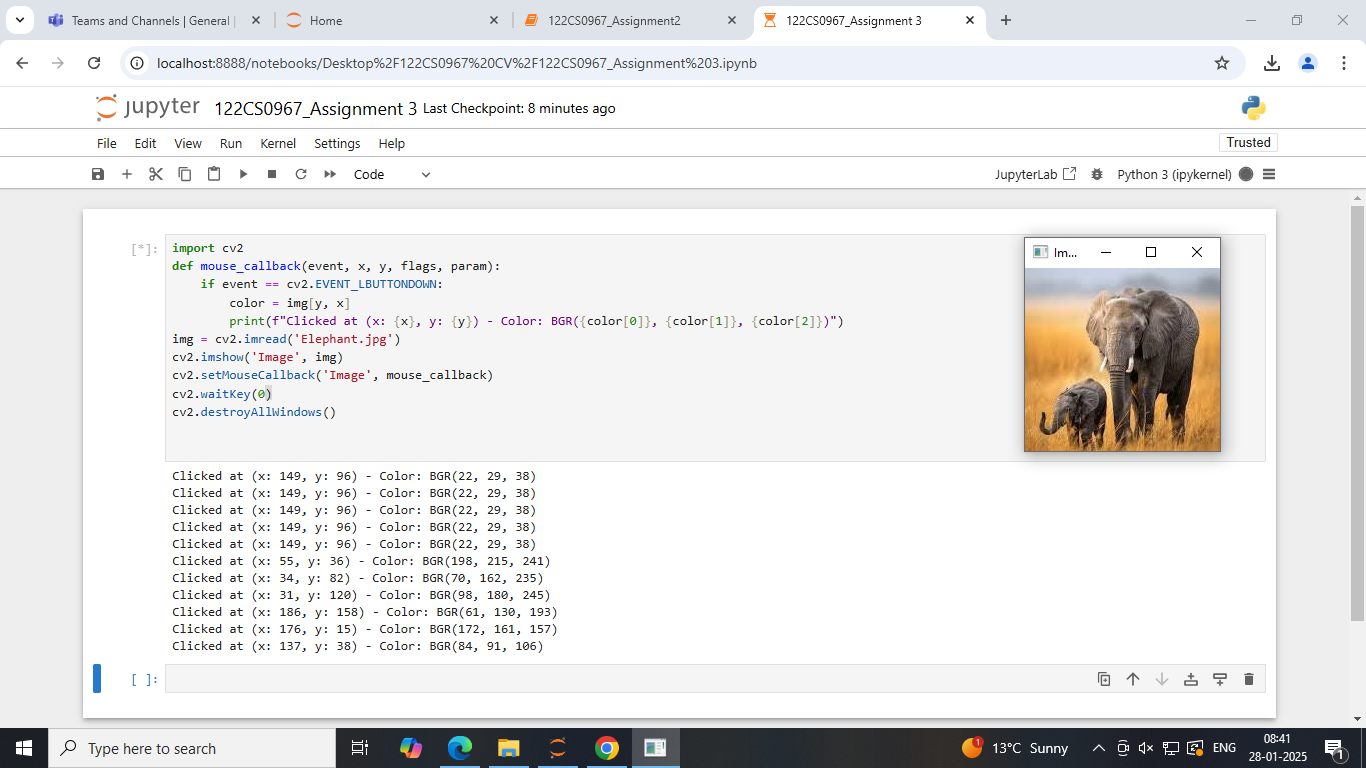 Teams and Channels | General |
Home
122CS0967_Assignment2
122CS0967_Assignment 3
localhost:8888/notebooks/Desktop%2F122CS0967%20CV%2F122CS0967_Assignment%203.ipynb
jupyter 122CS0967_Assignment 3 Last Checkpoint: 8 minutes ago
File Edit View Run Kernel Settings Help
Trusted
Code
JupyterLab
Python 3 (ipykernel)
[*]:
import cv2
def mouse_callback(event, x, y, flags, param):
    if event == cv2.EVENT_LBUTTONDOWN:
        color = img[y, x]
        print(f"Clicked at (x: {x}, y: {y}) - Color: BGR({color[0]}, {color[1]}, {color[2]})")
img = cv2.imread('Elephant.jpg')
cv2.imshow('Image', img)
cv2.setMouseCallback('Image', mouse_callback)
cv2.waitKey(0)
cv2.destroyAllWindows()
Im...
Clicked at (x: 149, y: 96) - Color: BGR(22, 29, 38)
Clicked at (x: 149, y: 96) - Color: BGR(22, 29, 38)
Clicked at (x: 149, y: 96) - Color: BGR(22, 29, 38)
Clicked at (x: 149, y: 96) - Color: BGR(22, 29, 38)
Clicked at (x: 149, y: 96) - Color: BGR(22, 29, 38)
Clicked at (x: 55, y: 36) - Color: BGR(198, 215, 241)
Clicked at (x: 34, y: 82) - Color: BGR(70, 162, 235)
Clicked at (x: 31, y: 120) - Color: BGR(98, 180, 245)
Clicked at (x: 186, y: 158) - Color: BGR(61, 130, 193)
Clicked at (x: 176, y: 15) - Color: BGR(172, 161, 157)
Clicked at (x: 137, y: 38) - Color: BGR(84, 91, 106)
[ ]:
Type here to search
1
13°C Sunny
ENG
08:41
28-01-2025
1